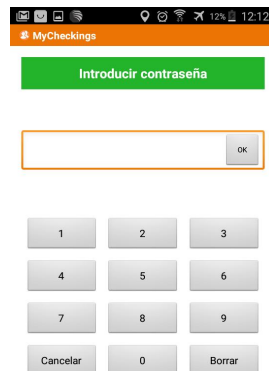 12% 12:12
MyCheckings
Introducir contraseña
OK
1 2 3
4 5 6
7 8 9
Cancelar 0 Borrar